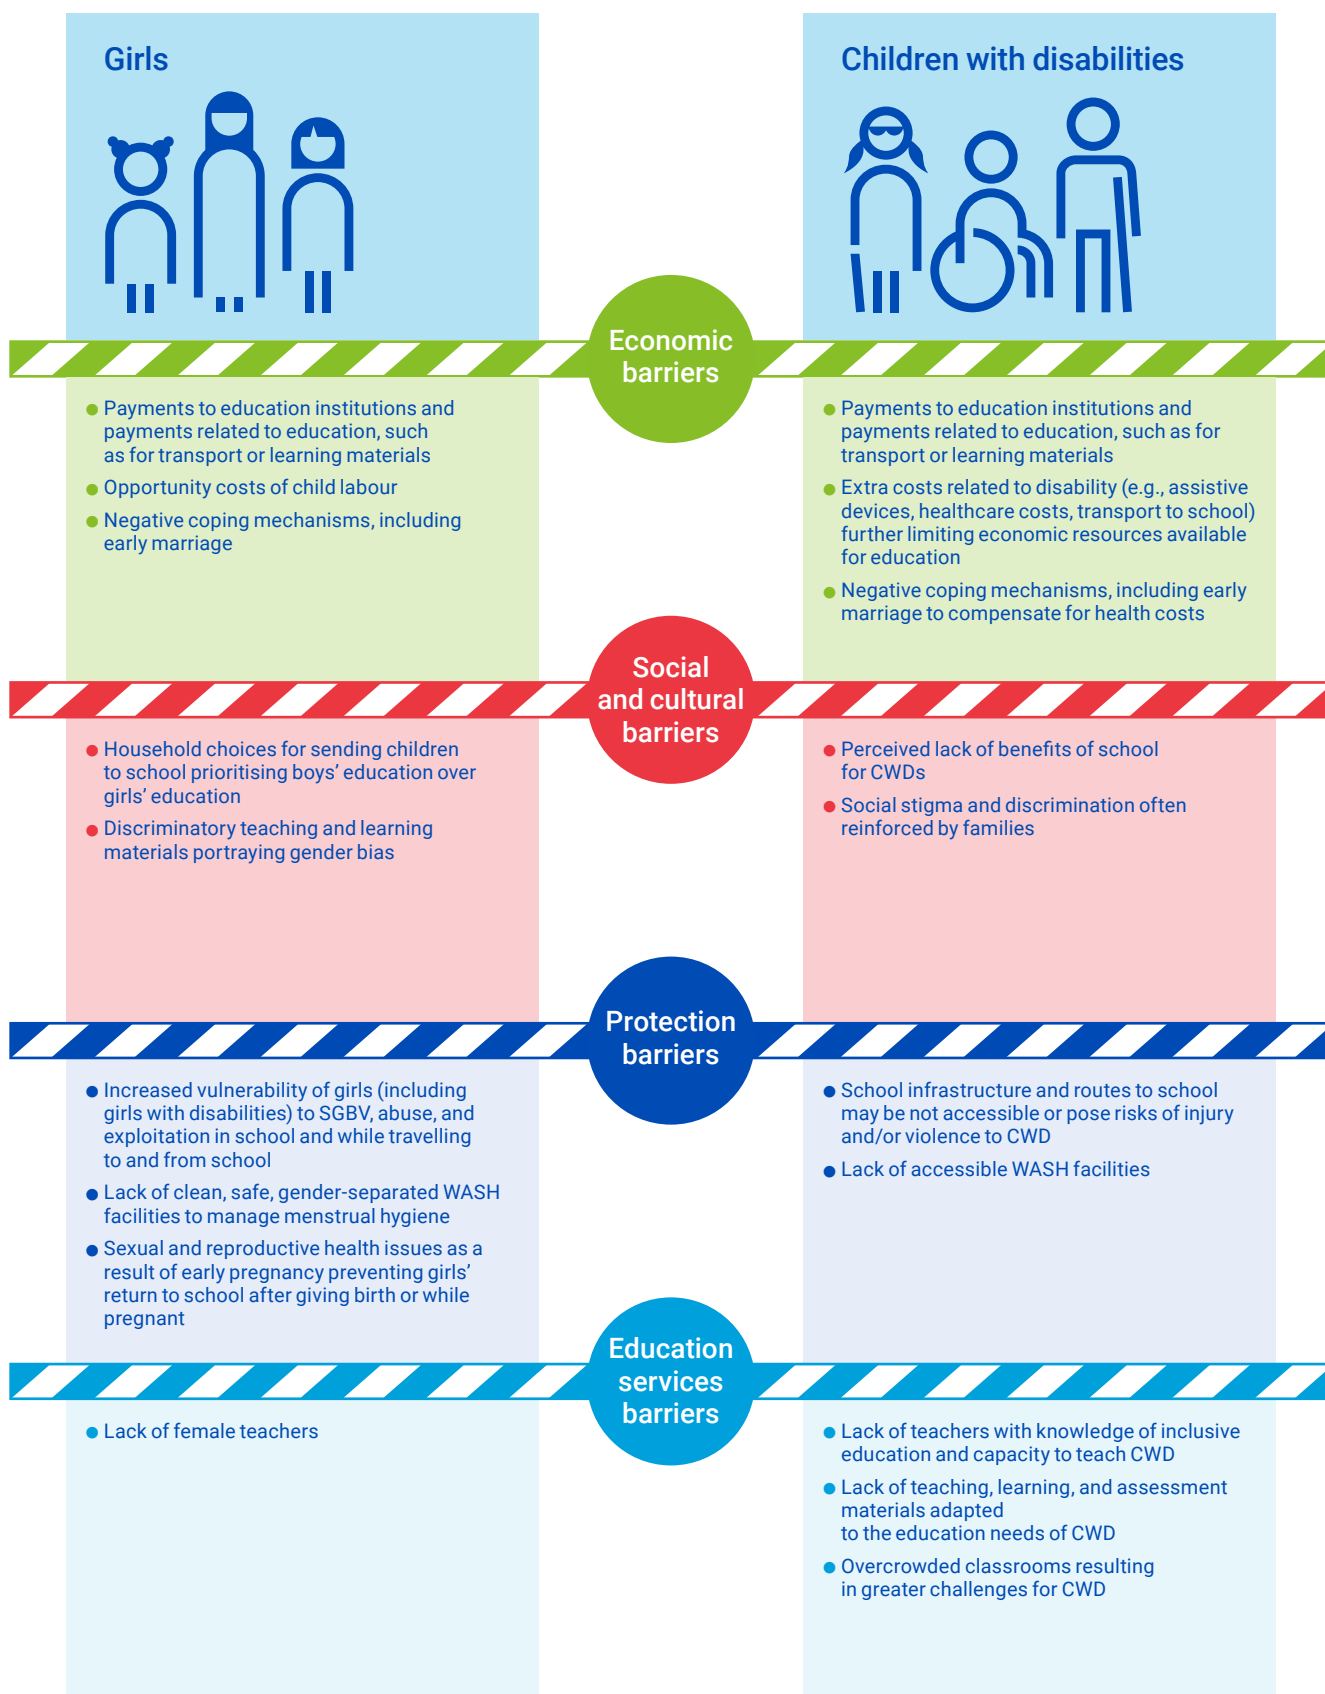 Girls
Children with disabilities
Economic
barriers
Payments to education institutions and
payments related to education, such
as for transport or learning materials
Opportunity costs of child labour
Negative coping mechanisms, including
early marriage
Payments to education institutions and
payments related to education, such as for
transport or learning materials
Extra costs related to disability (e.g., assistive
devices, healthcare costs, transport to school)
further limiting economic resources available
for education
Negative coping mechanisms, including early
marriage to compensate for health costs
Social
and cultural
barriers
Household choices for sending children
to school prioritising boys’ education over
girls’ education
Discriminatory teaching and learning
materials portraying gender bias
Perceived lack of benefits of school
for CWDs
Social stigma and discrimination often
reinforced by families
Protection
barriers
Increased vulnerability of girls (including
girls with disabilities) to SGBV, abuse, and
exploitation in school and while travelling
to and from school
Lack of clean, safe, gender-separated WASH
facilities to manage menstrual hygiene
Sexual and reproductive health issues as a
result of early pregnancy preventing girls’
return to school after giving birth or while
pregnant
School infrastructure and routes to school
may be not accessible or pose risks of injury
and/or violence to CWD
Lack of accessible WASH facilities
Education
services
barriers
Lack of female teachers
Lack of teachers with knowledge of inclusive
education and capacity to teach CWD
Lack of teaching, learning, and assessment
materials adapted
to the education needs of CWD
Overcrowded classrooms resulting
in greater challenges for CWD